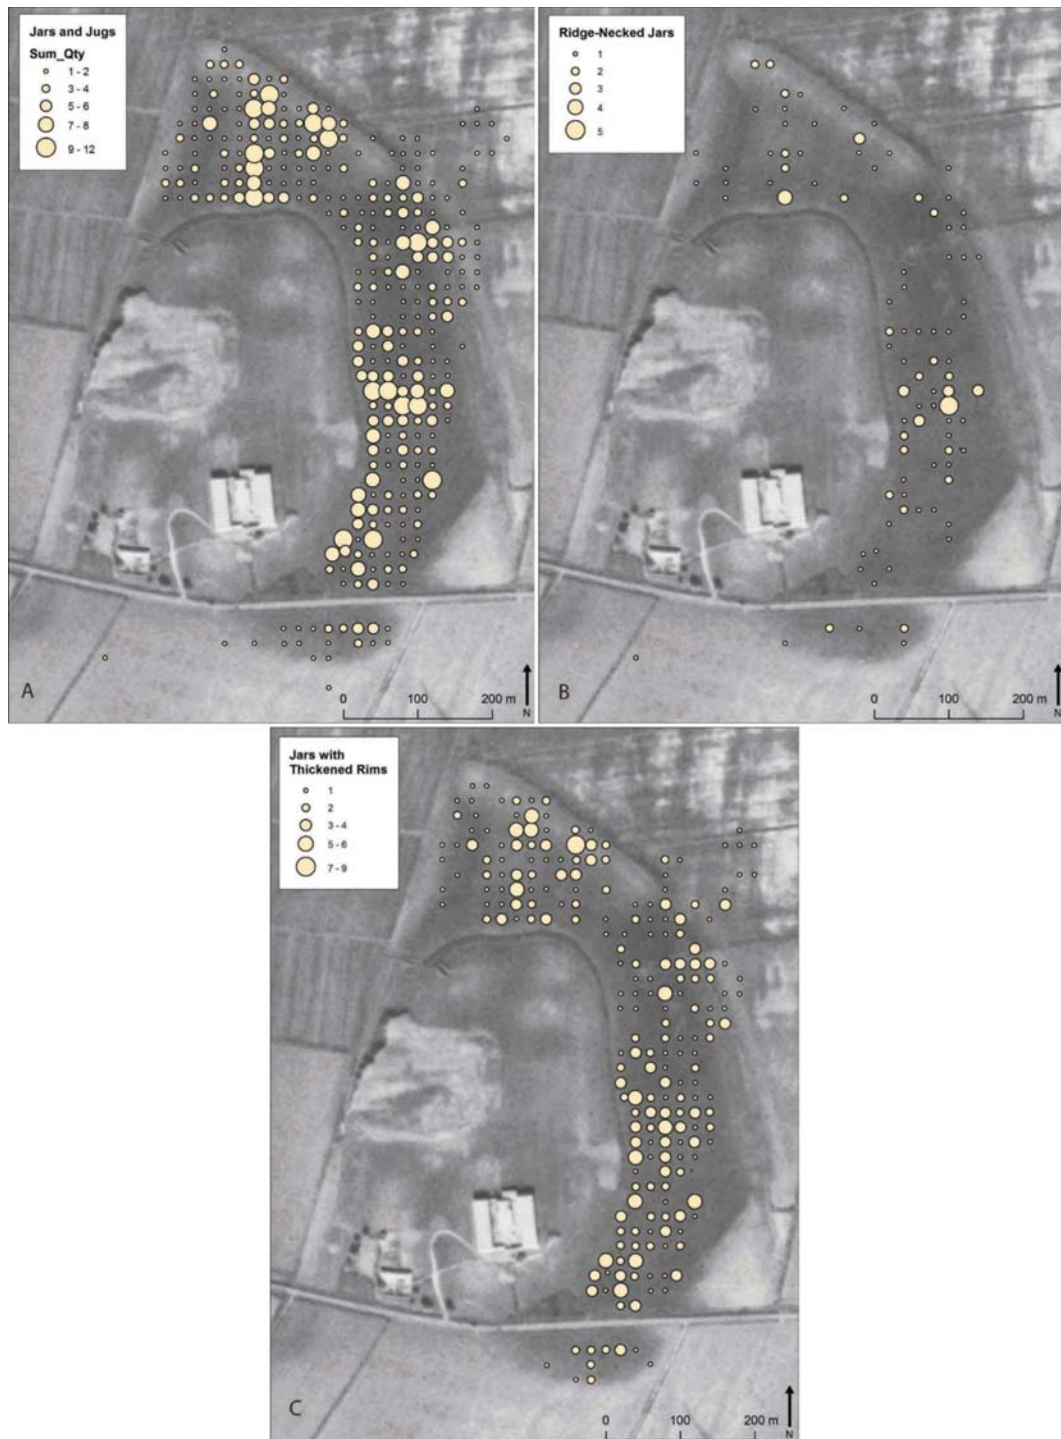 Jars and Jugs
Sum_Qty
1 - 2
3 - 4
5 - 6
7 - 8
9 - 12
A
0 100 200 m
N
Ridge-Necked Jars
1
2
3
4
5
B
0 100 200 m
N
Jars with
Thickened Rims
1
2
3 - 4
5 - 6
7 - 9
C
0 100 200 m
N